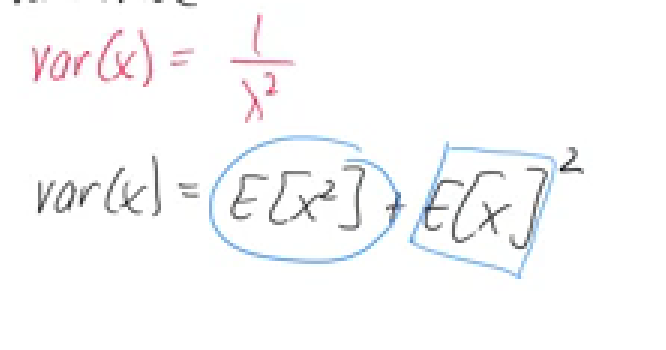 var(x) = 1/λ²
var(x) = E[x²] + E[x]²